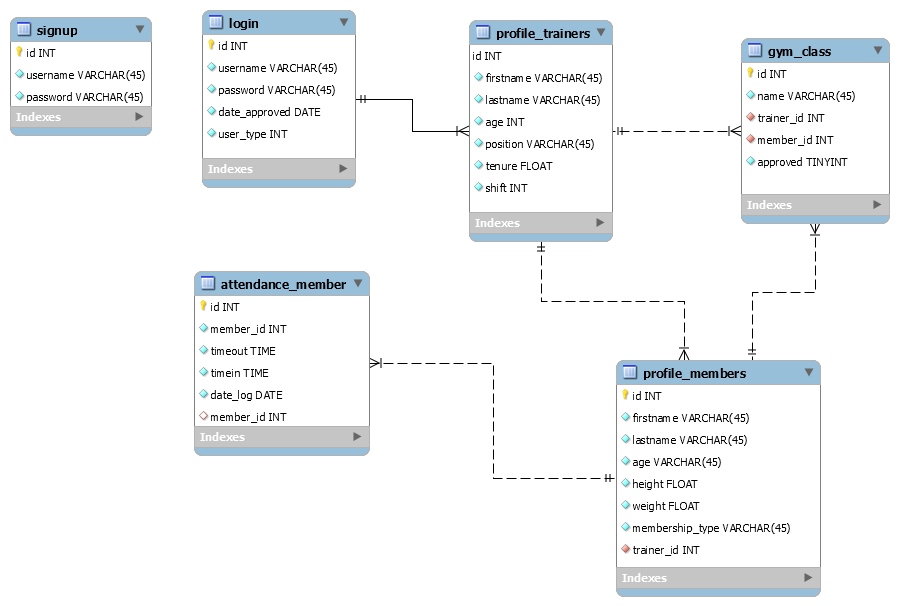 signup
id INT
username VARCHAR(45)
password VARCHAR(45)
Indexes
login
id INT
username VARCHAR(45)
password VARCHAR(45)
date_approved DATE
user_type INT
Indexes
profile_trainers
id INT
firstname VARCHAR(45)
lastname VARCHAR(45)
age INT
position VARCHAR(45)
tenure FLOAT
shift INT
Indexes
gym_class
id INT
name VARCHAR(45)
trainer_id INT
member_id INT
approved TINYINT
Indexes
attendance_member
id INT
member_id INT
timeout TIME
timein TIME
date_log DATE
member_id INT
Indexes
profile_members
id INT
firstname VARCHAR(45)
lastname VARCHAR(45)
age VARCHAR(45)
height FLOAT
weight FLOAT
membership_type VARCHAR(45)
trainer_id INT
Indexes